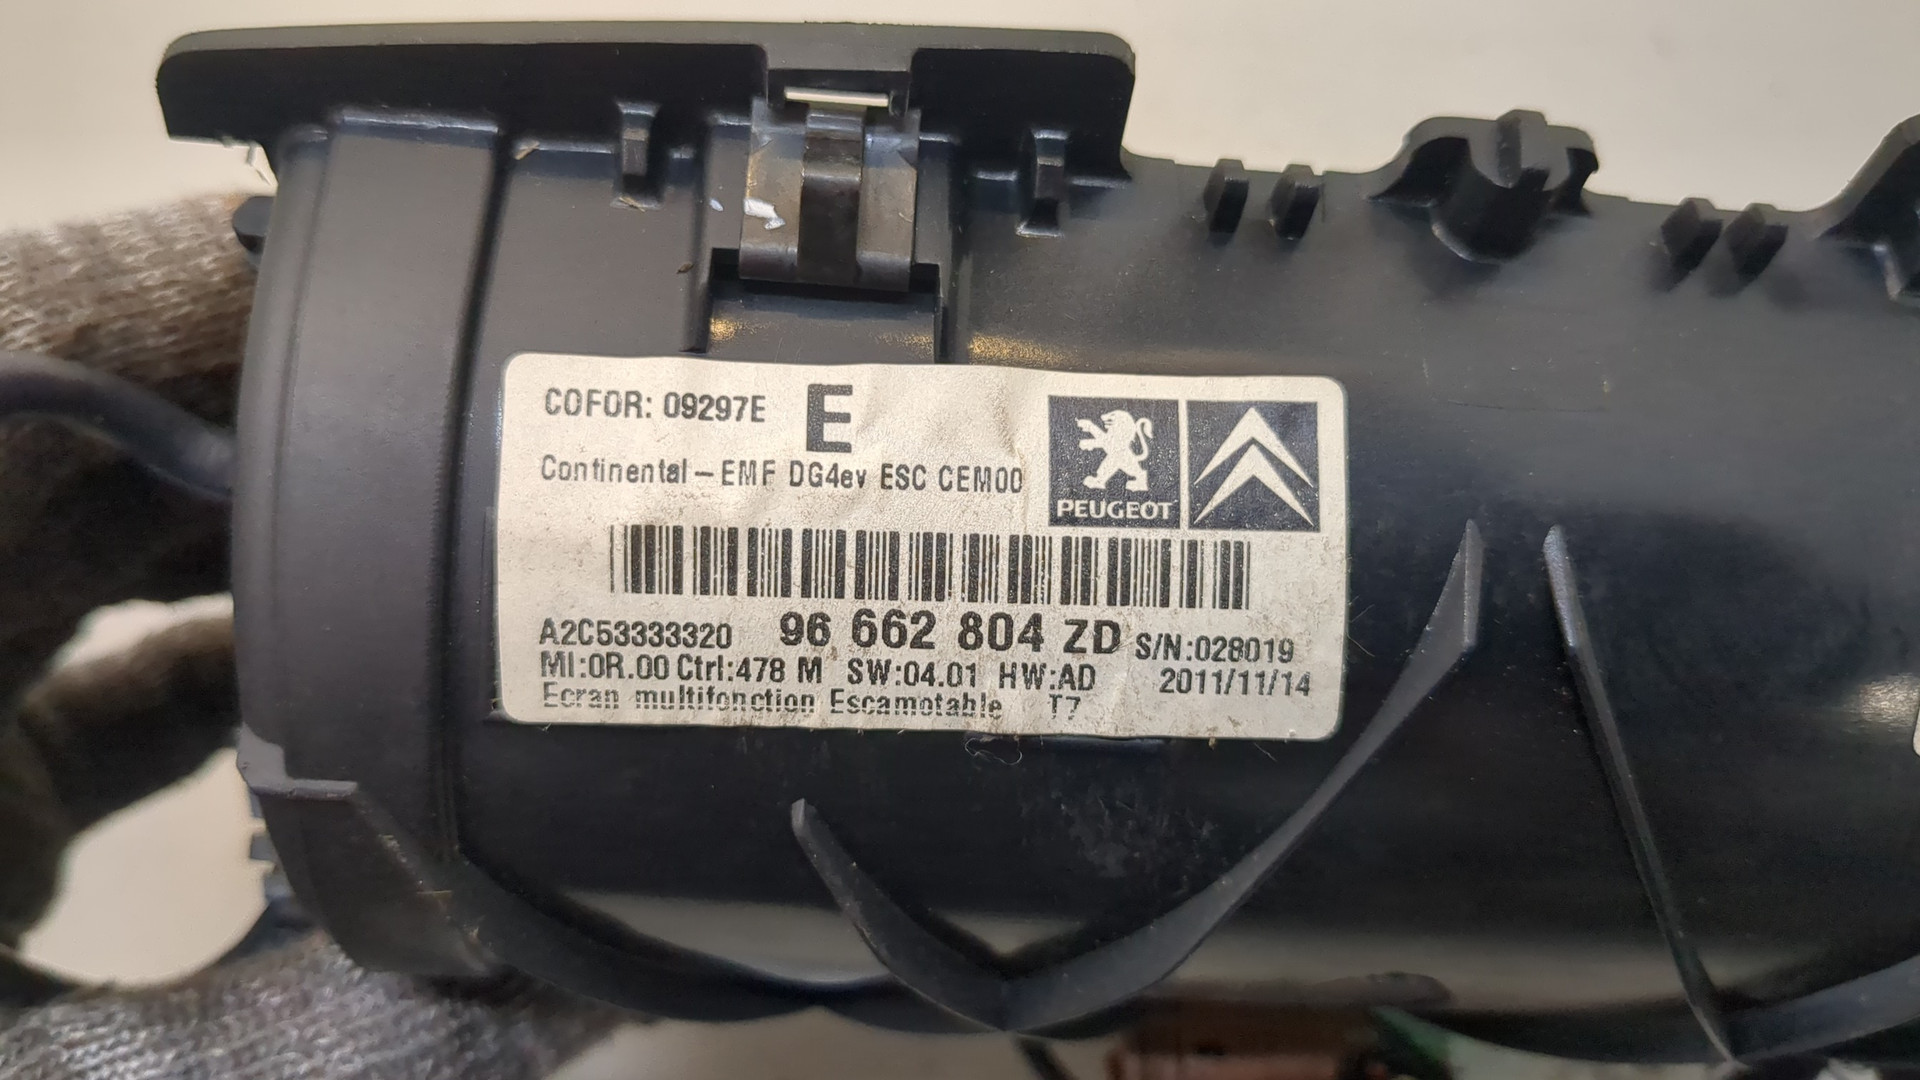 COFOR: 09297E E
Continental - EMF DG4ev ESC CEM00
PEUGEOT
A2C53333320 96 662 804 ZD S/N:028019
MI:0R.00 Ctrl:478 M SW:04.01 HW:AD 2011/11/14
Ecran multifonction Escamotable T7